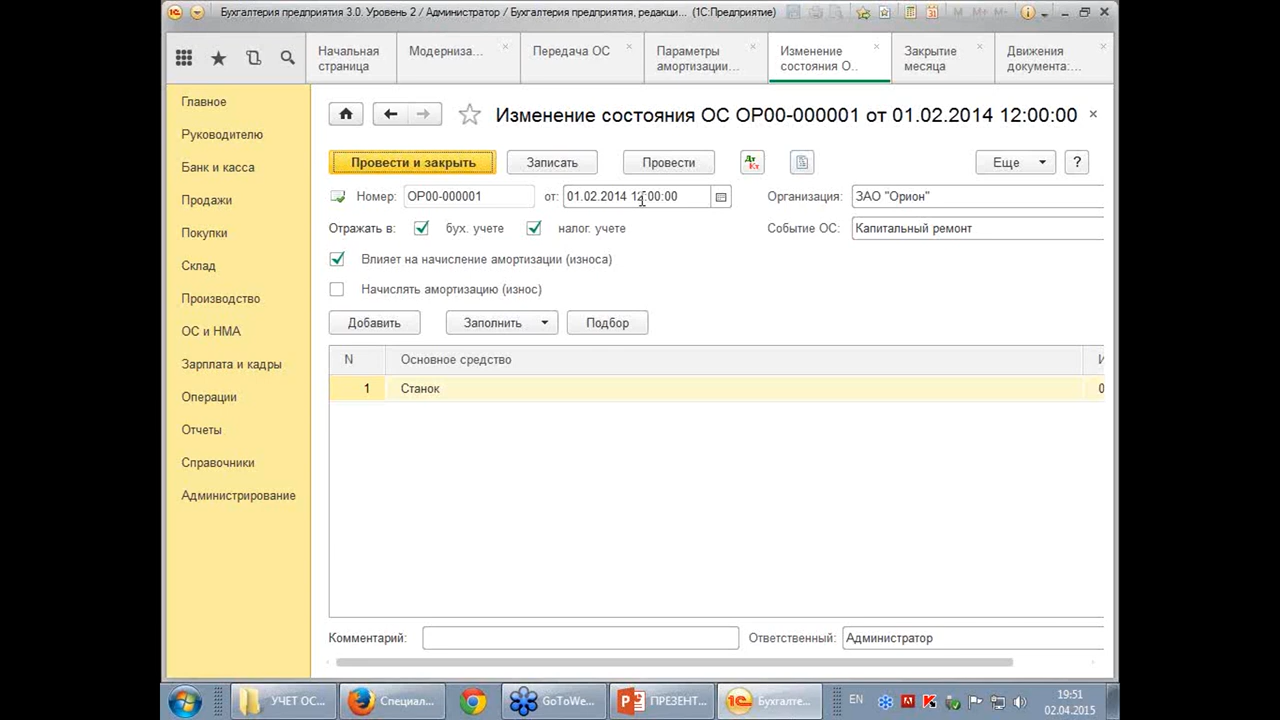 Бухгалтерия предприятия 3.0. Уровень 2 / Администратор / Бухгалтерия предприятия, редакци... (1С:Предприятие)
M M+ M-
Начальная страница
Модерниза...
Передача ОС
Параметры амортизации...
Изменение состояния О..
Закрытие месяца
Движения документа:...
Главное
Руководителю
Банк и касса
Продажи
Покупки
Склад
Производство
ОС и НМА
Зарплата и кадры
Операции
Отчеты
Справочники
Администрирование
Изменение состояния ОС ОР00-000001 от 01.02.2014 12:00:00
Провести и закрыть
Записать
Провести
Дт Кт
Еще
?
Номер: ОР00-000001 от: 01.02.2014 12:00:00 Организация: ЗАО "Орион"
Отражать в: бух. учете налог. учете Событие ОС: Капитальный ремонт
Влияет на начисление амортизации (износа)
Начислять амортизацию (износ)
Добавить Заполнить Подбор
N Основное средство И
1 Станок 0
Комментарий: Ответственный: Администратор
УЧЕТ ОС... Специал... GoToWe... ПРЕЗЕНТ... Бухгалте... EN 19:51
02.04.2015